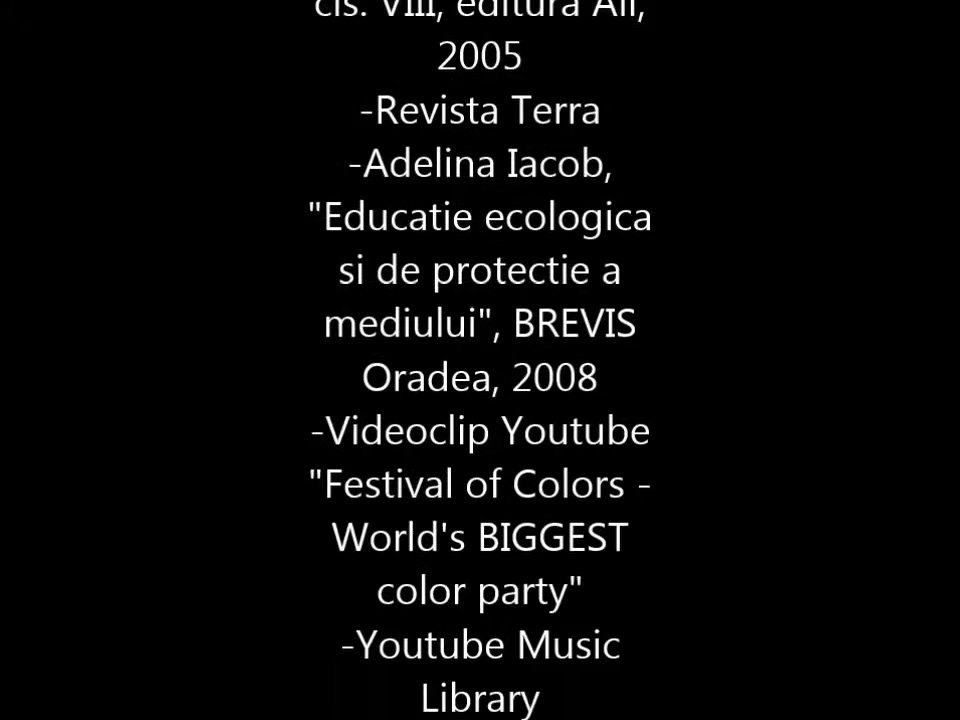 cls. VIII, editura All,
2005
-Revista Terra
-Adelina Iacob,
"Educatie ecologica
si de protectie a
mediului", BREVIS
Oradea, 2008
-Videoclip Youtube
"Festival of Colors -
World's BIGGEST
color party"
-Youtube Music
Library